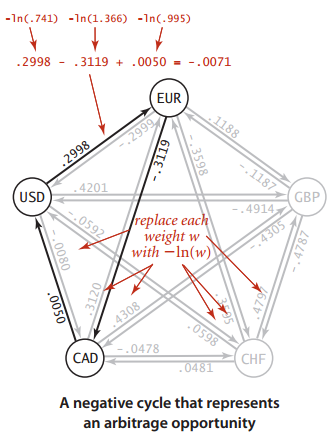 -ln(.741) -ln(1.366) -ln(.995)
.2998 - .3119 + .0050 = -.0071
EUR
.2998
-.2999
-.3119
-.3598
.1188
-.1187
USD
.4201
GBP
-.4914
-.0592
-.0080
replace each
weight w
with −ln(w)
-.4305
-.4787
.0050
.3120
.4308
.3595
.0598
.4797
CAD
-.0478
.0481
CHF
A negative cycle that represents
an arbitrage opportunity